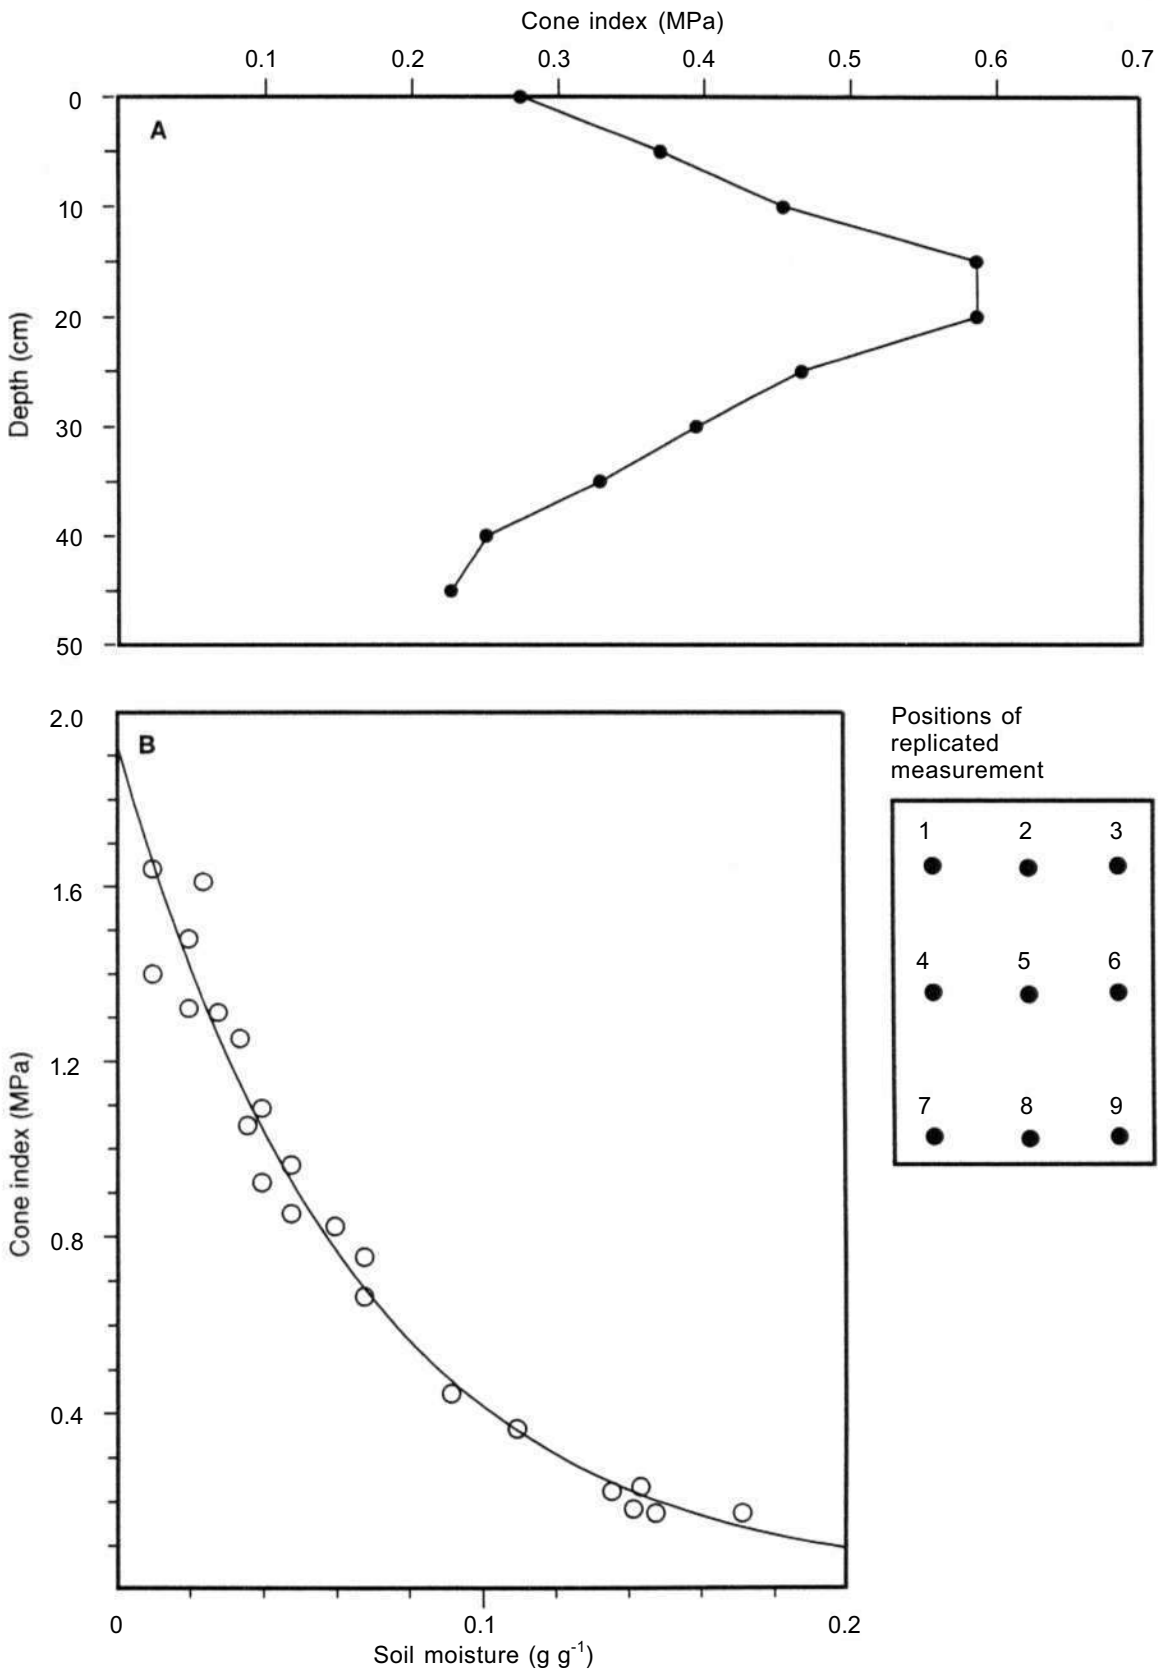 Cone index (MPa)
0.1 0.2 0.3 0.4 0.5 0.6 0.7
0
A
10
20
30
40
50
Depth (cm)
2.0
B
1.6
1.2
0.8
0.4
Cone index (MPa)
0 0.1 0.2
Soil moisture (g g-1)
Positions of
replicated
measurement
1 2 3
4 5 6
7 8 9